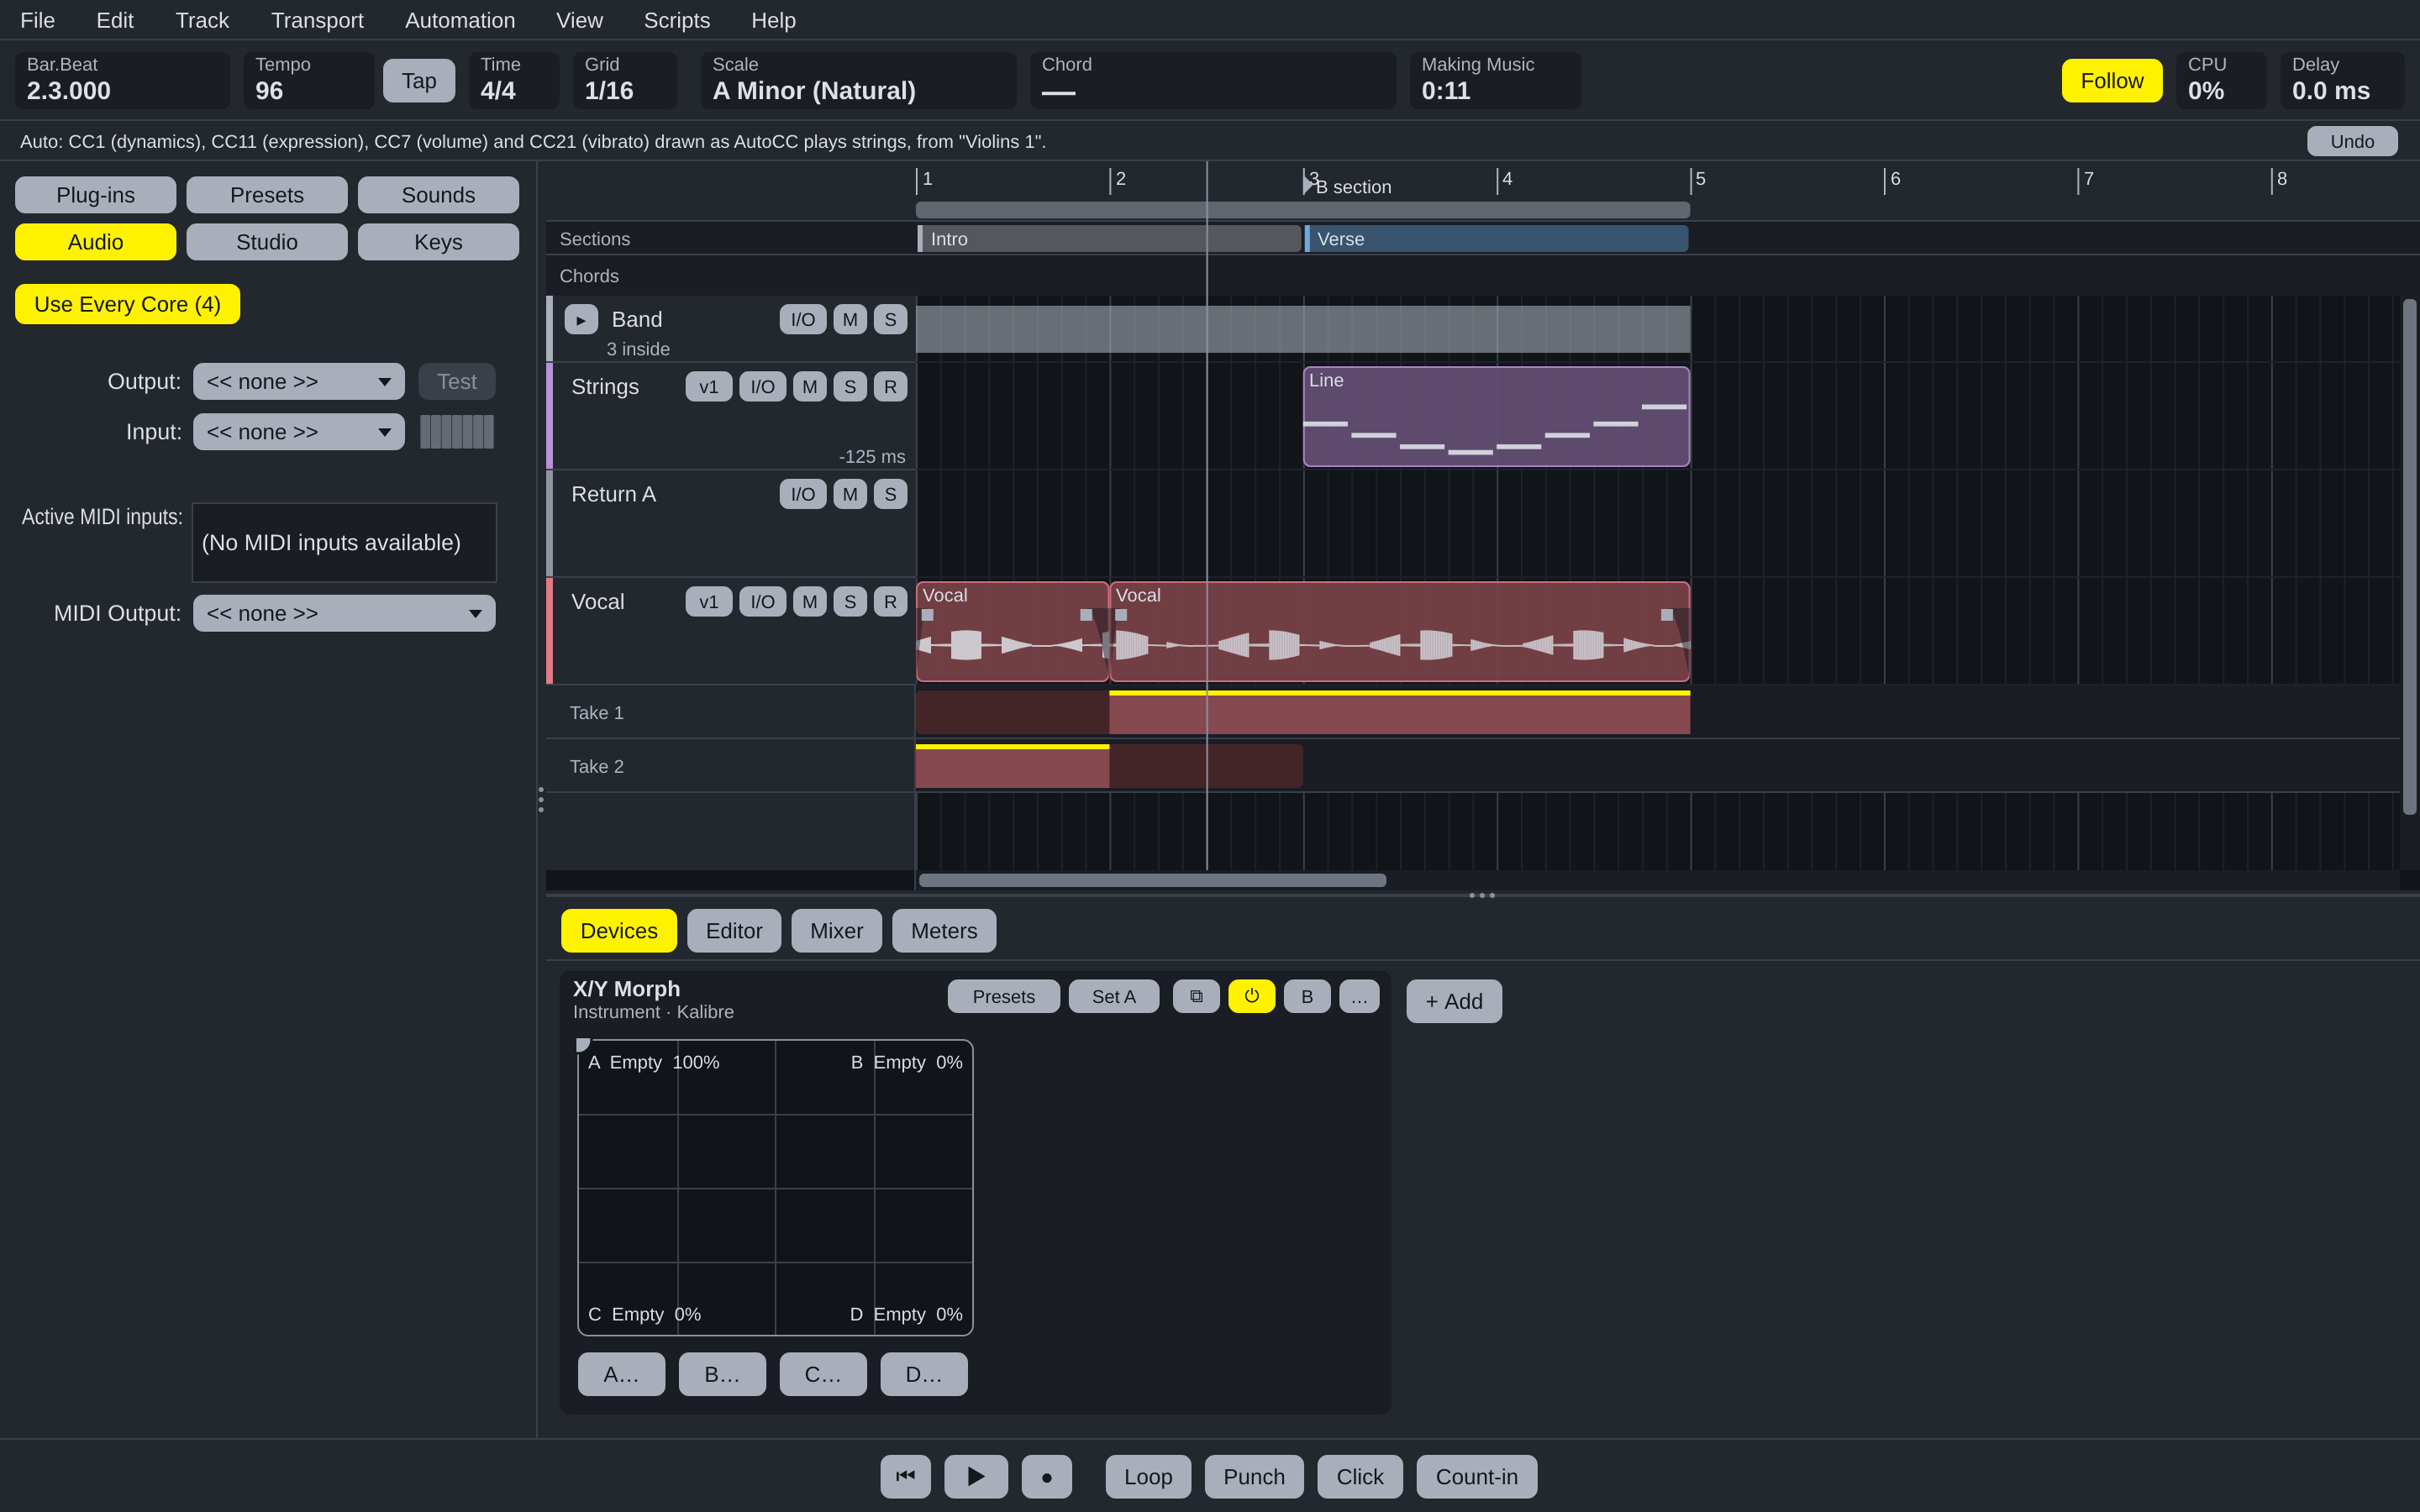 File Edit Track Transport Automation View Scripts Help
Bar.Beat Tempo Time Grid Scale Chord Making Music CPU Delay
2.3.000 96 Tap 4/4 1/16 A Minor (Natural) — 0:11 Follow 0% 0.0 ms
Auto: CC1 (dynamics), CC11 (expression), CC7 (volume) and CC21 (vibrato) drawn as AutoCC plays strings, from "Violins 1". Undo
Plug-ins Presets Sounds
Audio Studio Keys
Use Every Core (4)
Output: << none >> Test
Input: << none >>
Active MIDI inputs:
(No MIDI inputs available)
MIDI Output: << none >>
1 2 3 B section 4 5 6 7 8
Sections Intro Verse
Chords
Band I/O M S
3 inside
Strings v1 I/O M S R
Line
-125 ms
Return A I/O M S
Vocal v1 I/O M S R
Vocal Vocal
Take 1
Take 2
Devices Editor Mixer Meters
X/Y Morph Presets Set A B ...
Instrument · Kalibre
+ Add
A Empty 100% B Empty 0%
C Empty 0% D Empty 0%
A... B... C... D...
Loop Punch Click Count-in